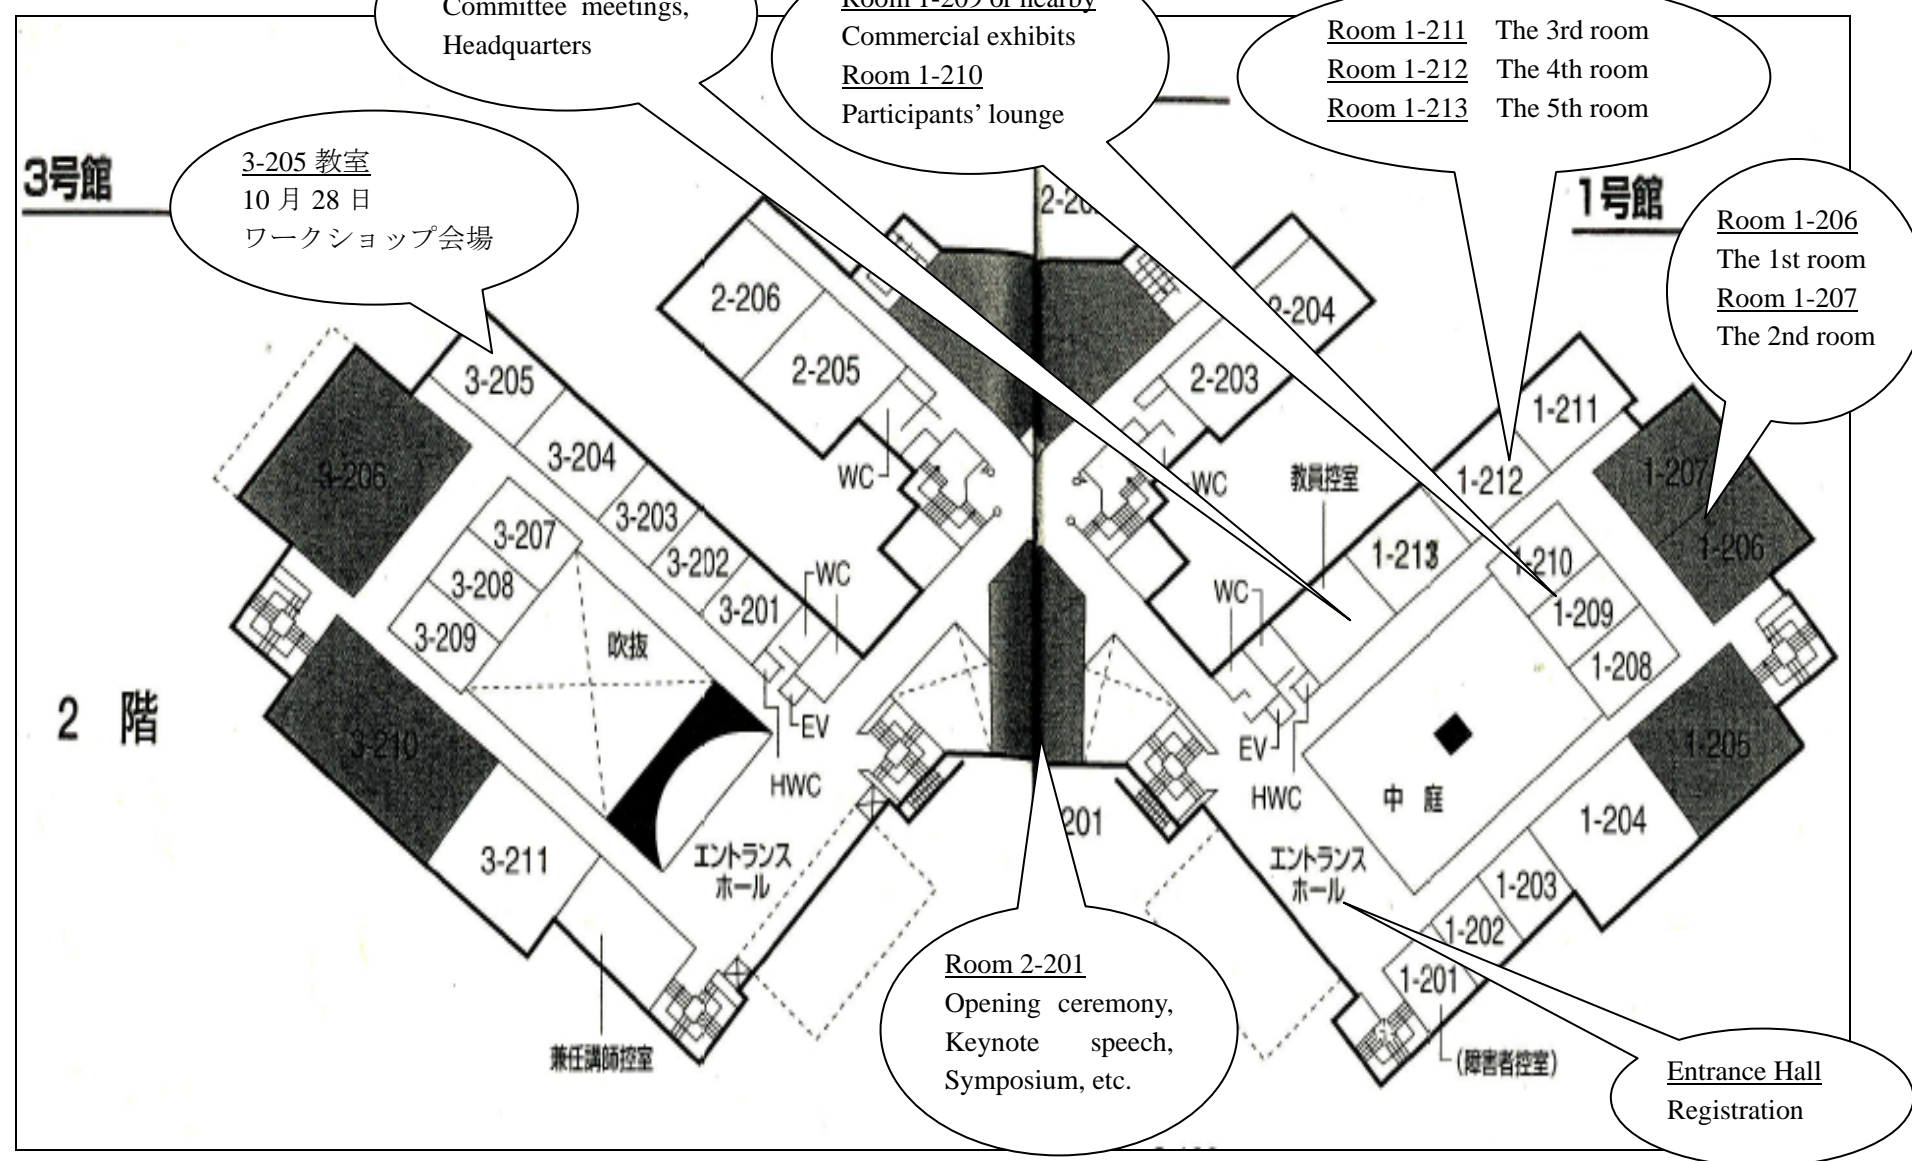 Committee meetings,
Headquarters
Room 1-209 or nearby
Commercial exhibits
Room 1-210
Participants’ lounge
Room 1-211 The 3rd room
Room 1-212 The 4th room
Room 1-213 The 5th room
3号館
3-205 教室
10 月 28 日
ワークショップ会場
1号館
Room 1-206
The 1st room
Room 1-207
The 2nd room
2-206
2-205
2-204
2-203
WC
WC
3-205
3-204
3-203
3-202
3-201
3-206
3-207
3-208
3-209
3-210
3-211
吹抜
WC
EV
HWC
エントランス
ホール
兼任講師控室
2 階
教員控室
1-211
1-212
1-213
1-210
1-209
1-208
1-207
1-206
1-205
1-204
1-203
1-202
1-201
中 庭
WC
EV
HWC
エントランス
ホール
(障害者控室)
201
Room 2-201
Opening ceremony,
Keynote speech,
Symposium, etc.
Entrance Hall
Registration